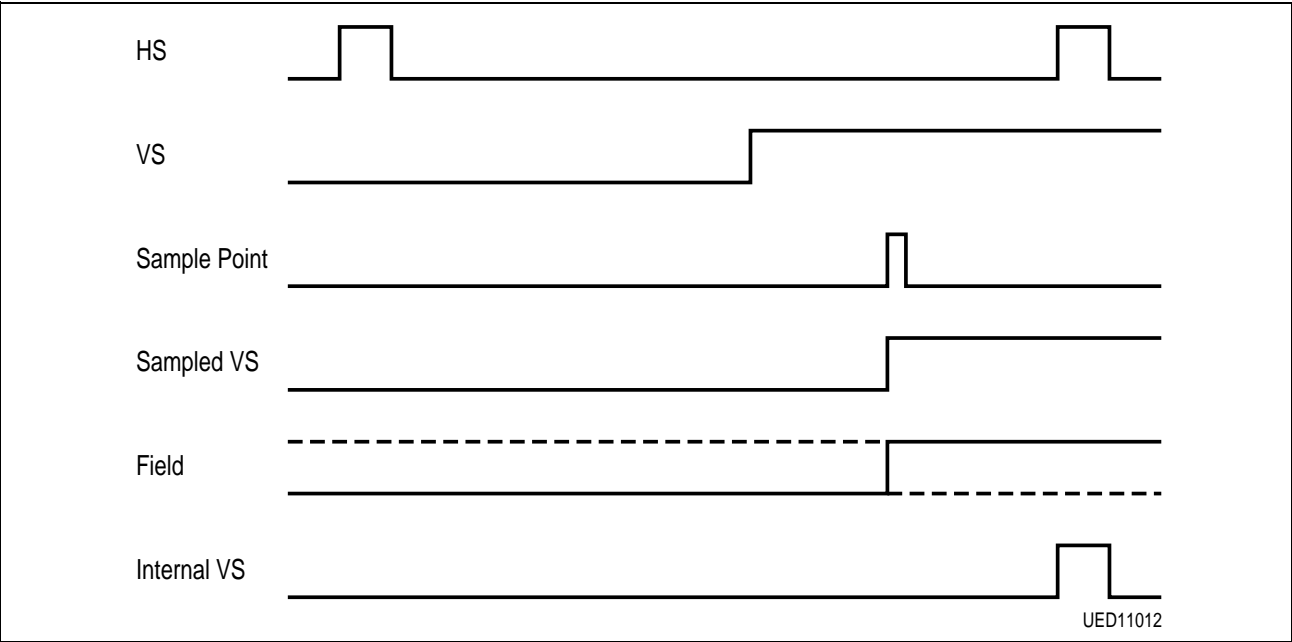 HS
VS
Sample Point
Sampled VS
Field
Internal VS
UED11012